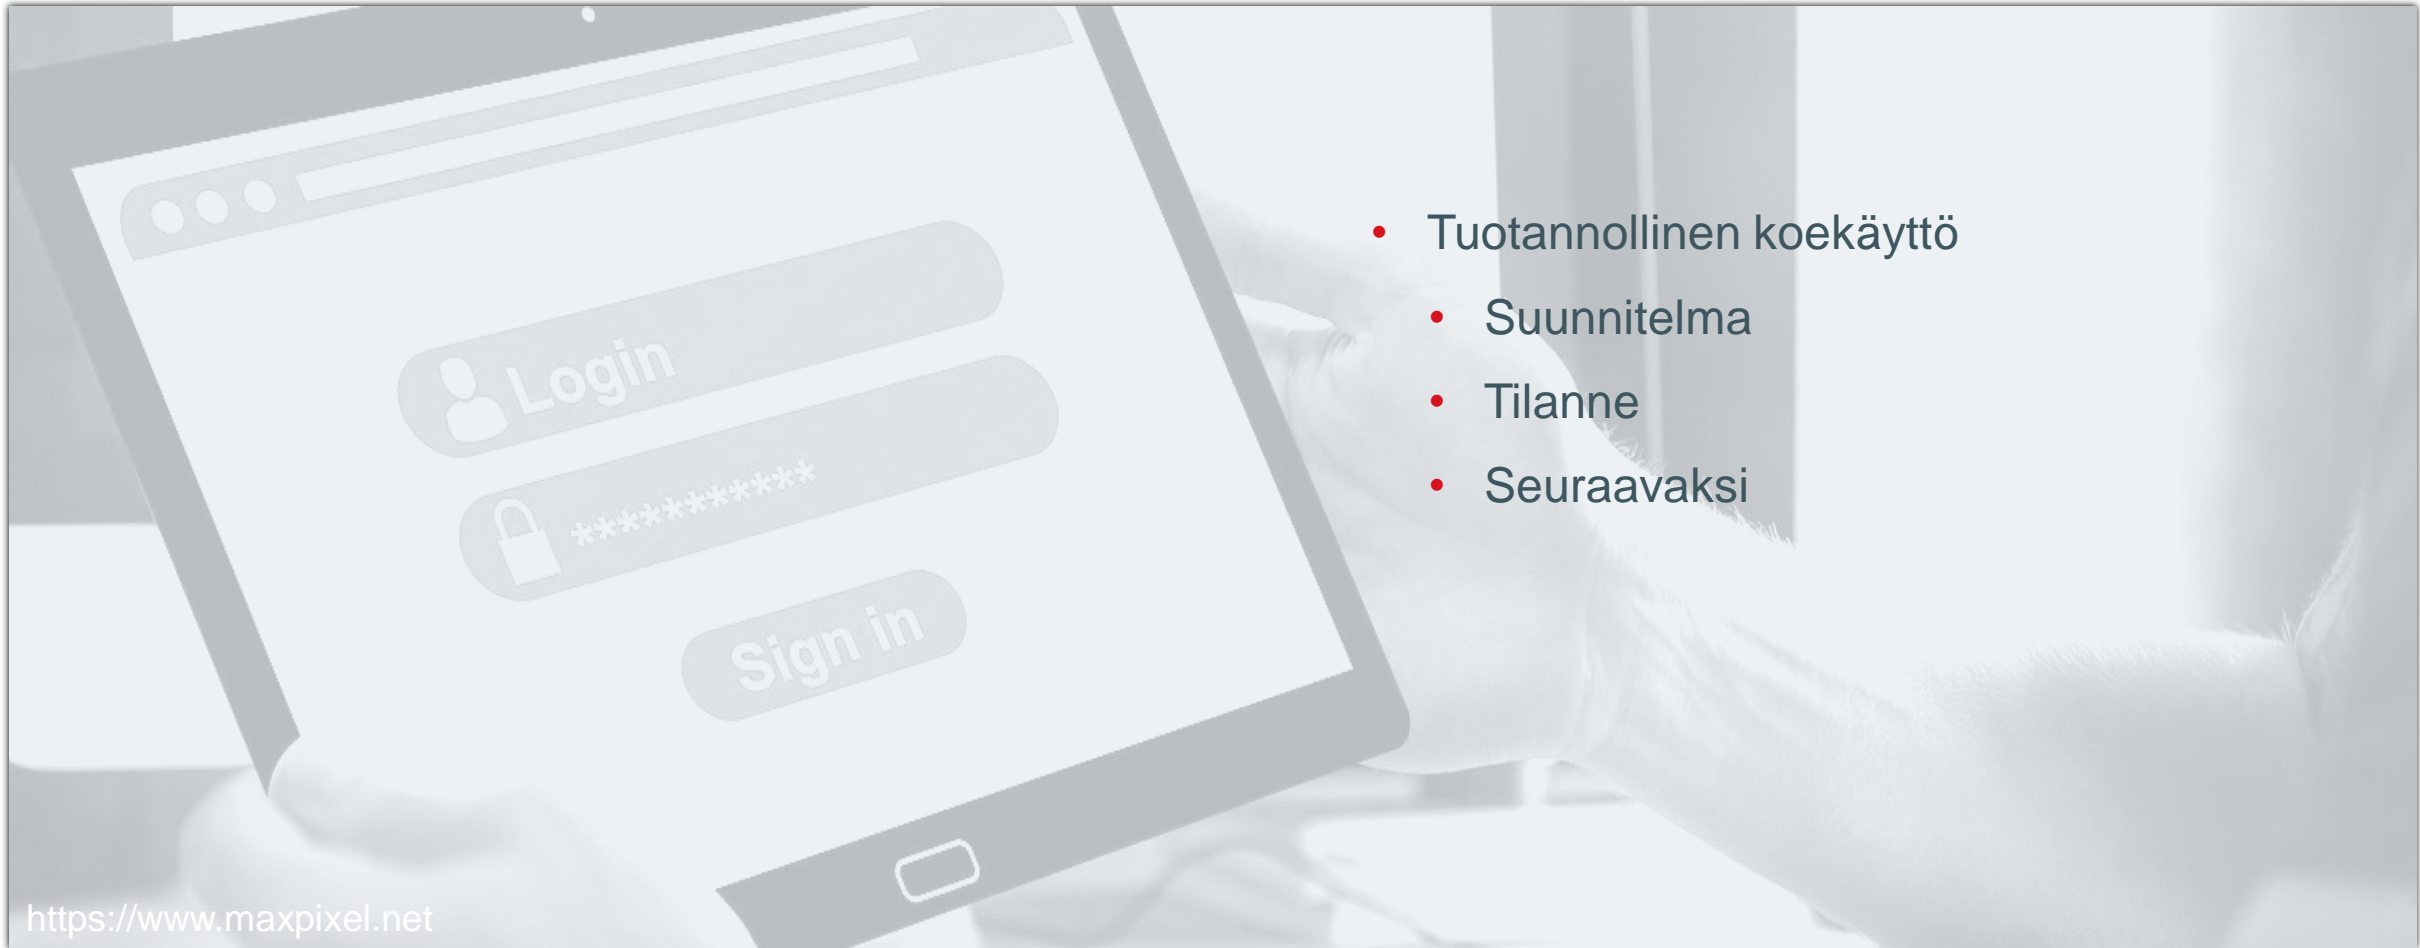 • Tuotannollinen koekäyttö
• Suunnitelma
• Tilanne
• Seuraavaksi
Login
***********
Sign in
https://www.maxpixel.net